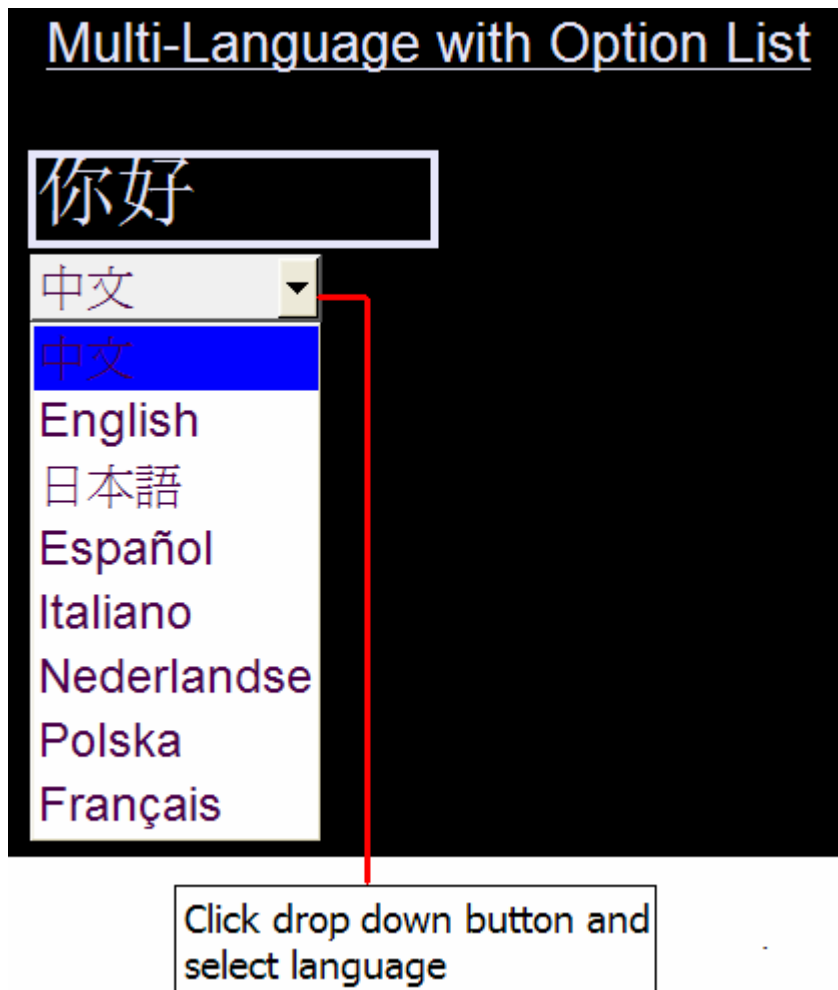 Multi-Language with Option List
你好
中文
中文
English
日本語
Español
Italiano
Nederlandse
Polska
Français
Click drop down button and
select language